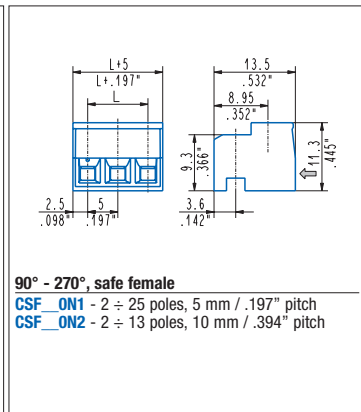 L+5
L+.197"
L
13.5
.532"
8.95
.352"
9.3
.366"
11.3
.445"
2.5
.098"
5
.197"
3.6
.142"
90° - 270°, safe female
CSF__0N1 - 2 ÷ 25 poles, 5 mm / .197” pitch
CSF__0N2 - 2 ÷ 13 poles, 10 mm / .394” pitch